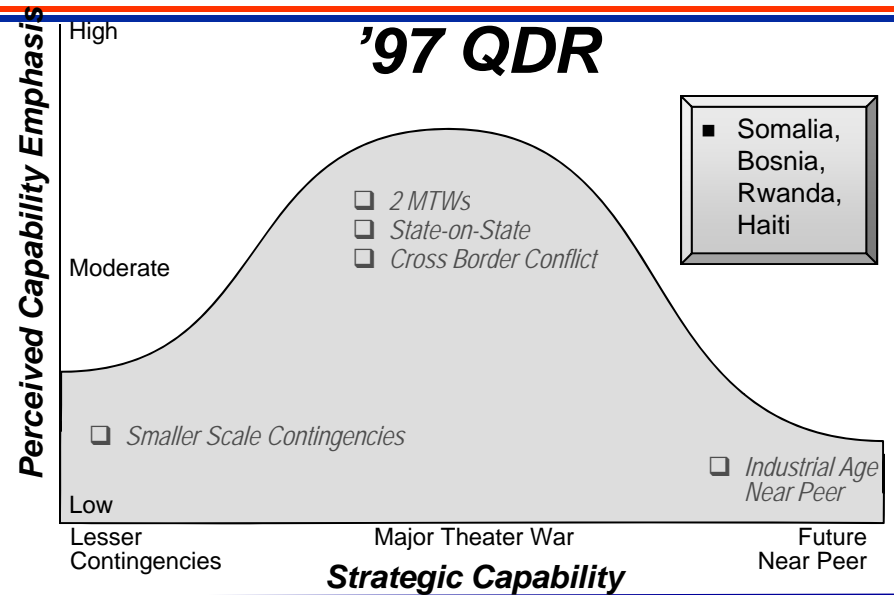 ’97 QDR
High
Perceived Capability Emphasis
■ Somalia,
Bosnia,
Rwanda,
Haiti
❑ 2 MTWs
❑ State-on-State
❑ Cross Border Conflict
Moderate
❑ Smaller Scale Contingencies
❑ Industrial Age
Near Peer
Low
Lesser
Contingencies
Major Theater War
Future
Near Peer
Strategic Capability